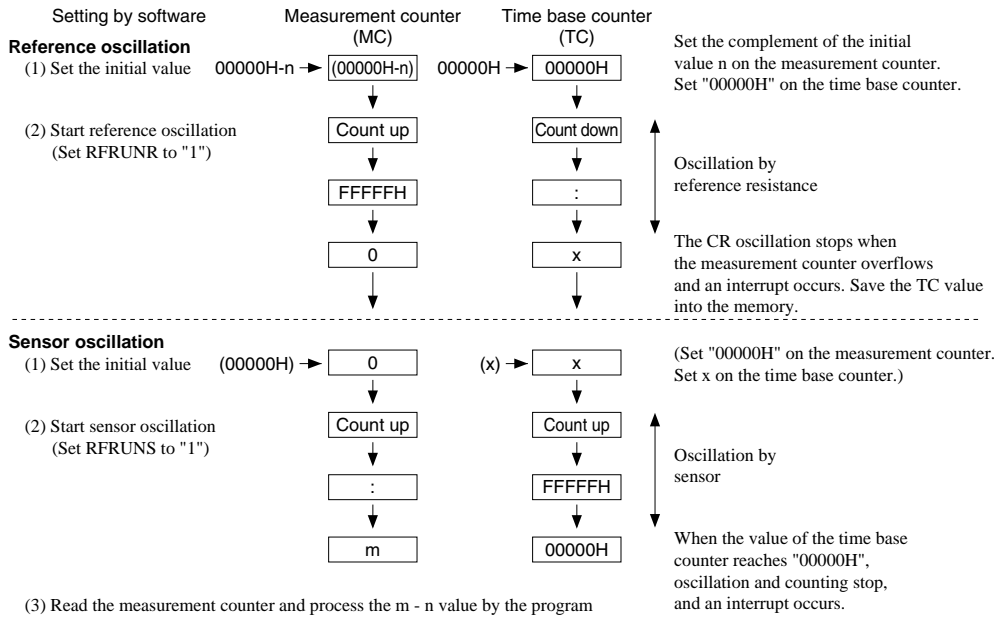 Setting by software
Measurement counter
(MC)
Time base counter
(TC)
Reference oscillation
(1) Set the initial value
00000H-n
(00000H-n)
00000H
00000H
Set the complement of the initial
value n on the measurement counter.
Set "00000H" on the time base counter.
(2) Start reference oscillation
(Set RFRUNR to "1")
Count up
Count down
Oscillation by
reference resistance
FFFFFH
:
0
x
The CR oscillation stops when
the measurement counter overflows
and an interrupt occurs. Save the TC value
into the memory.
Sensor oscillation
(1) Set the initial value
(00000H)
0
(x)
x
(Set "00000H" on the measurement counter.
Set x on the time base counter.)
(2) Start sensor oscillation
(Set RFRUNS to "1")
Count up
Count up
Oscillation by
sensor
:
FFFFFH
m
00000H
When the value of the time base
counter reaches "00000H",
oscillation and counting stop,
and an interrupt occurs.
(3) Read the measurement counter and process the m - n value by the program